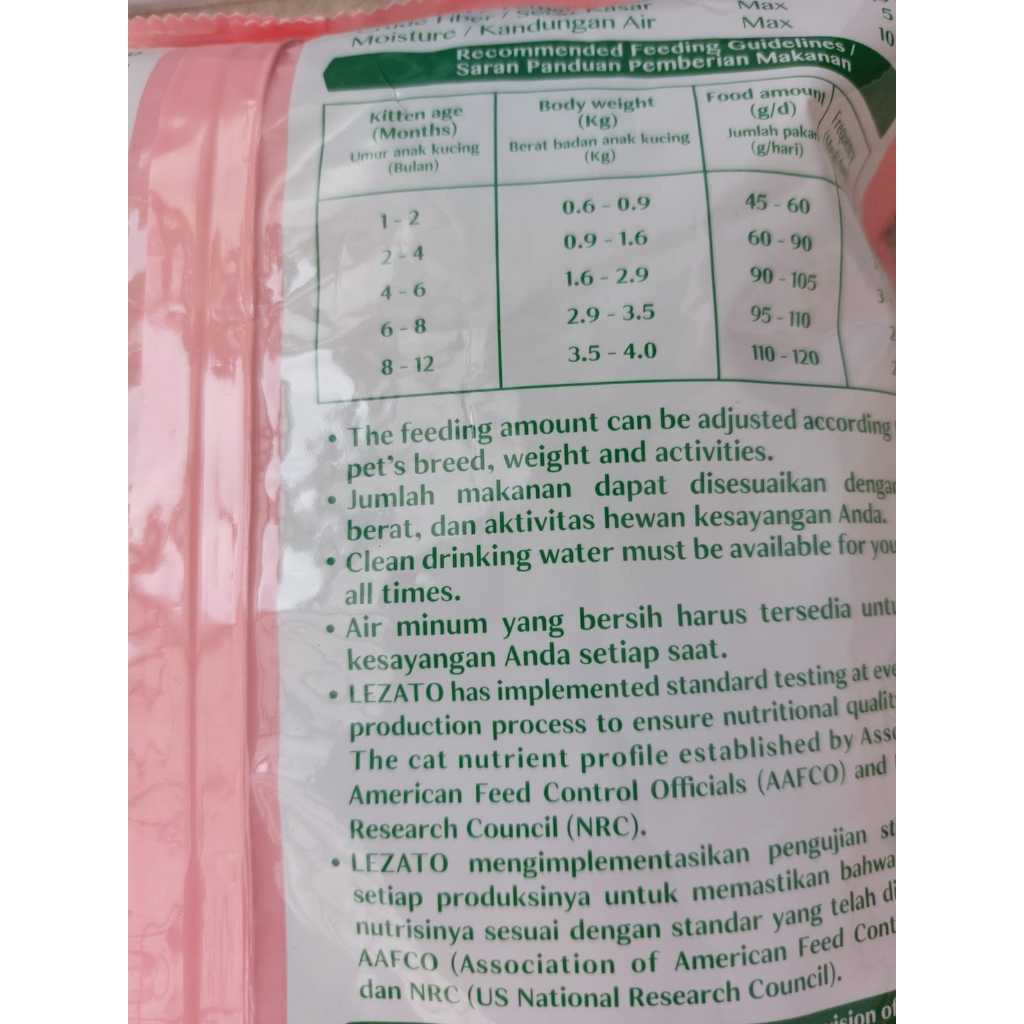 Moisture / Kandungan Air Max 10
Max 5
Recommended Feeding Guidelines /
Saran Panduan Pemberian Makanan
Kitten age (Months) Umur anak kucing (Bulan)
Body weight (Kg) Berat badan anak kucing (Kg)
Food amount (g/d) Jumlah pakan (g/hari)
1 - 2 0.6 - 0.9 45 - 60
2 - 4 0.9 - 1.6 60 - 90
4 - 6 1.6 - 2.9 90 - 105 3
6 - 8 2.9 - 3.5 95 - 110
8 - 12 3.5 - 4.0 110 - 120
• The feeding amount can be adjusted according
pet's breed, weight and activities.
• Jumlah makanan dapat disesuaikan dengan
berat, dan aktivitas hewan kesayangan Anda.
• Clean drinking water must be available for you
all times.
• Air minum yang bersih harus tersedia untu
kesayangan Anda setiap saat.
• LEZATO has implemented standard testing at eve
production process to ensure nutritional qualit
The cat nutrient profile established by Asso
American Feed Control Officials (AAFCO) and
Research Council (NRC).
• LEZATO mengimplementasikan pengujian st
setiap produksinya untuk memastikan bahwa
nutrisinya sesuai dengan standar yang telah di
AAFCO (Association of American Feed Cont
dan NRC (US National Research Council).